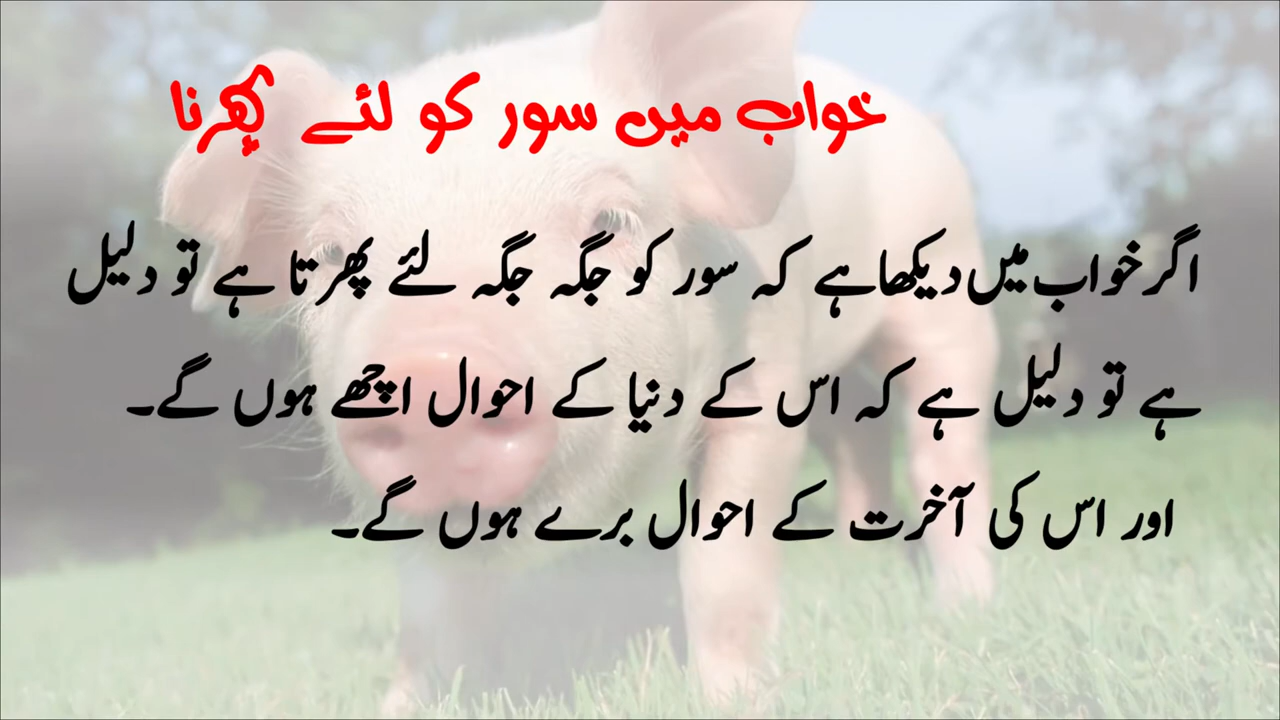 خواب میں سور کو لئے پھرنا
اگر خواب میں دیکھا ہے کہ سور کو جگہ جگہ لئے پھرتا ہے تو دلیل
ہے تو دلیل ہے کہ اس کے دنیا کے احوال اچھے ہوں گے۔
اور اس کی آخرت کے احوال برے ہوں گے۔